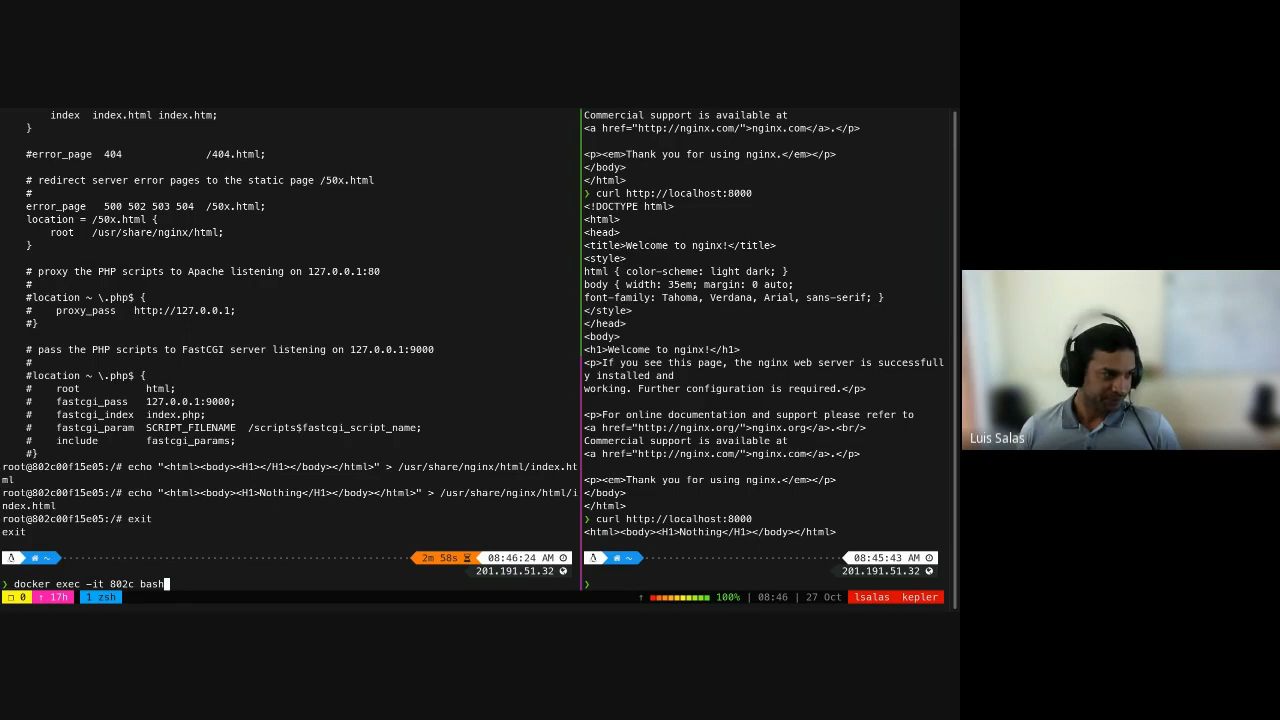 index  index.html index.htm;
}
#error_page  404              /404.html;
# redirect server error pages to the static page /50x.html
#
error_page   500 502 503 504  /50x.html;
location = /50x.html {
root   /usr/share/nginx/html;
}
# proxy the PHP scripts to Apache listening on 127.0.0.1:80
#
#location ~ \.php$ {
#    proxy_pass   http://127.0.0.1;
#}
# pass the PHP scripts to FastCGI server listening on 127.0.0.1:9000
#
#location ~ \.php$ {
#    root           html;
#    fastcgi_pass   127.0.0.1:9000;
#    fastcgi_index  index.php;
#    fastcgi_param  SCRIPT_FILENAME  /scripts$fastcgi_script_name;
#    include        fastcgi_params;
#}
root@802c00f15e05:/# echo "<html><body><H1></H1></body></html>" > /usr/share/nginx/html/index.ht
ml
root@802c00f15e05:/# echo "<html><body><H1>Nothing</H1></body></html>" > /usr/share/nginx/html/i
ndex.html
root@802c00f15e05:/# exit
exit
~ 2m 58s 08:46:24 AM
201.191.51.32
❯ docker exec -it 802c bash
Commercial support is available at
<a href="http://nginx.com/">nginx.com</a>.</p>
<p><em>Thank you for using nginx.</em></p>
</body>
</html>
❯ curl http://localhost:8000
<!DOCTYPE html>
<html>
<head>
<title>Welcome to nginx!</title>
<style>
html { color-scheme: light dark; }
body { width: 35em; margin: 0 auto;
font-family: Tahoma, Verdana, Arial, sans-serif; }
</style>
</head>
<body>
<h1>Welcome to nginx!</h1>
<p>If you see this page, the nginx web server is successfull
y installed and
working. Further configuration is required.</p>
<p>For online documentation and support please refer to
<a href="http://nginx.org/">nginx.org</a>.<br/>
Commercial support is available at
<a href="http://nginx.com/">nginx.com</a>.</p>
<p><em>Thank you for using nginx.</em></p>
</body>
</html>
❯ curl http://localhost:8000
<html><body><H1>Nothing</H1></body></html>
~ 08:45:43 AM
201.191.51.32
❯
□ 0 ↑ 17h 1 zsh ↑ 100% | 08:46 | 27 Oct lsalas kepler
Luis Salas